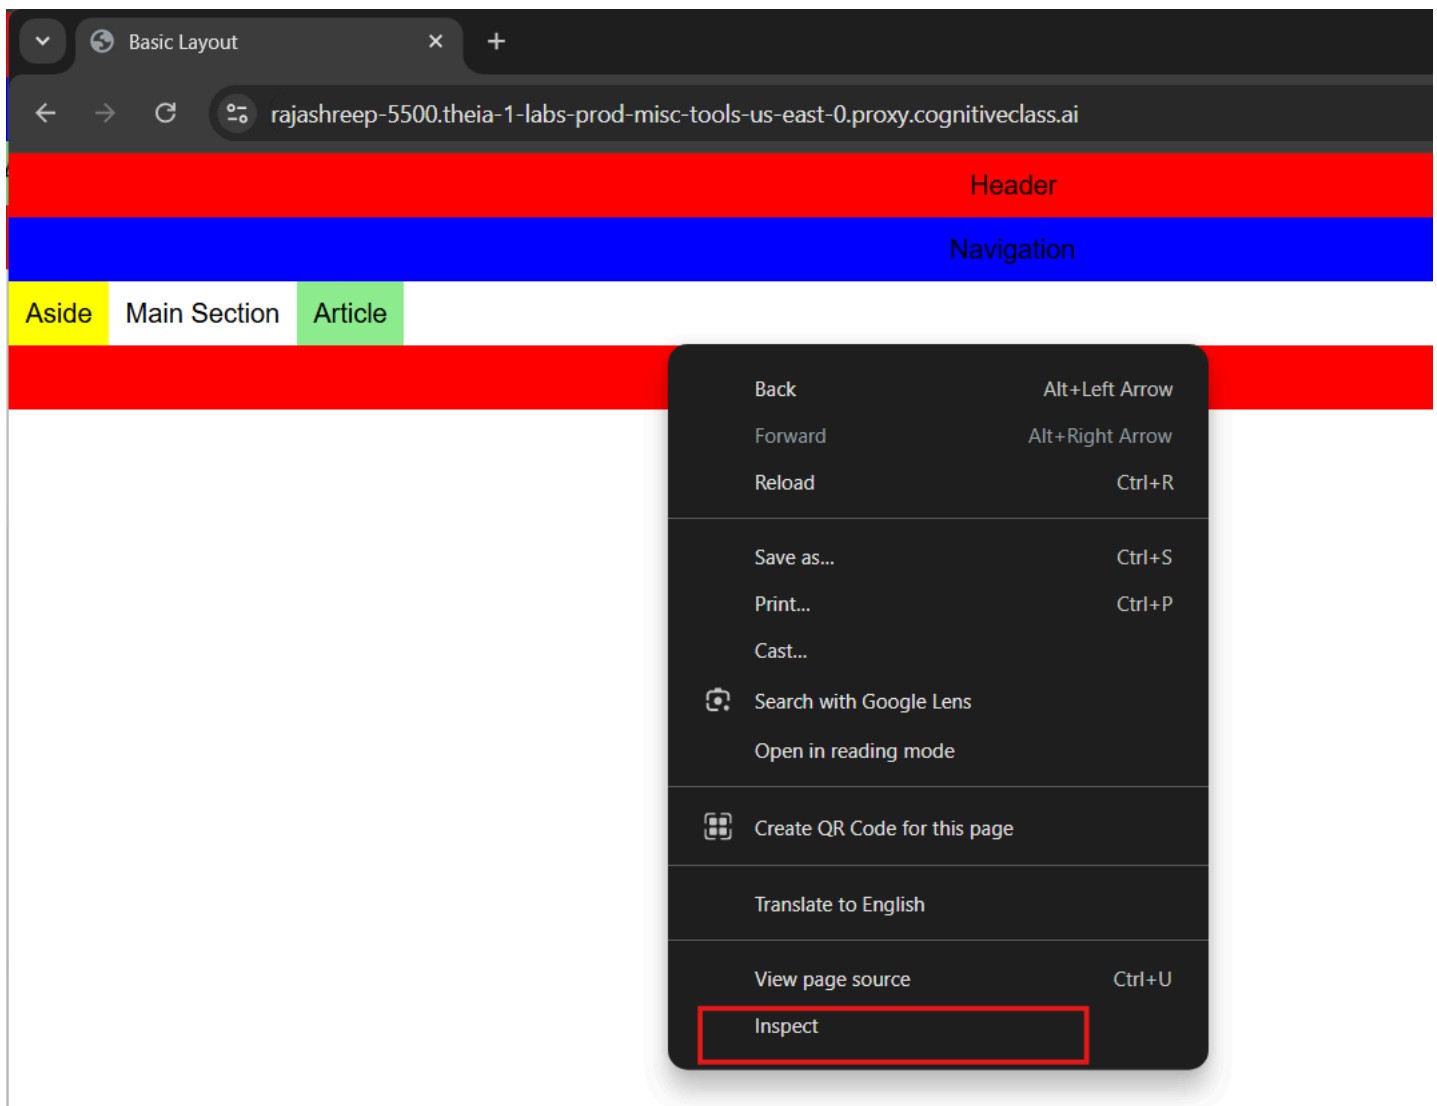 Basic Layout
rajashreep-5500.theia-1-labs-prod-misc-tools-us-east-0.proxy.cognitiveclass.ai
Header
Navigation
Aside Main Section Article
Back Alt+Left Arrow
Forward Alt+Right Arrow
Reload Ctrl+R
Save as... Ctrl+S
Print... Ctrl+P
Cast...
Search with Google Lens
Open in reading mode
Create QR Code for this page
Translate to English
View page source Ctrl+U
Inspect